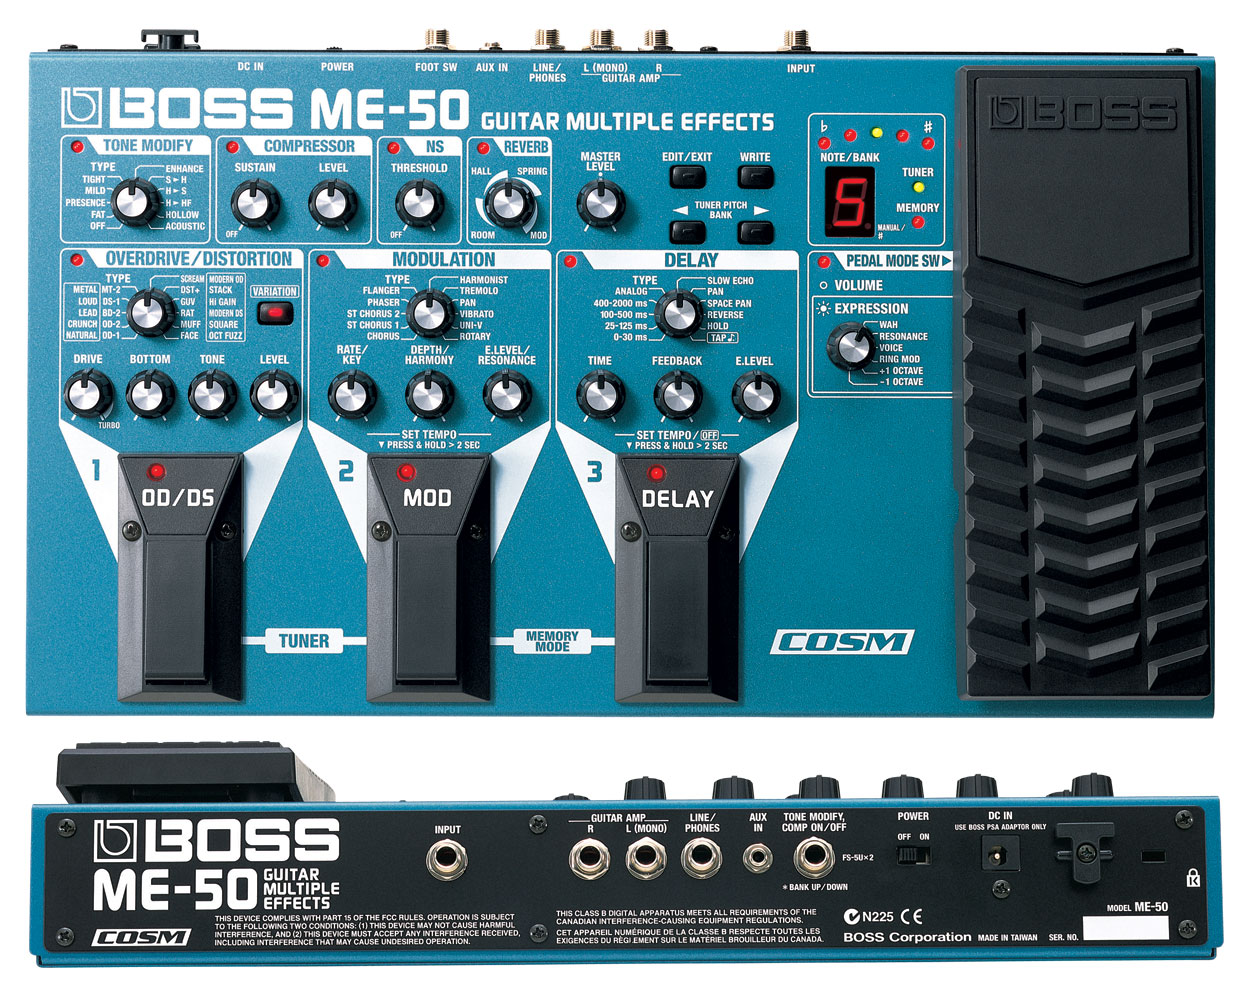 DC IN
POWER
FOOT SW
AUX IN
LINE/
PHONES
L (MONO) R
GUITAR AMP
INPUT
BOSS ME-50 GUITAR MULTIPLE EFFECTS
BOSS
TONE MODIFY
TYPE
TIGHT
MILD
PRESENCE
FAT
OFF
ENHANCE
S▸H
H▸S
H▸HF
HOLLOW
ACOUSTIC
COMPRESSOR
SUSTAIN
LEVEL
OFF
NS
THRESHOLD
OFF
REVERB
HALL
SPRING
ROOM
MOD
MASTER
LEVEL
EDIT/EXIT
WRITE
◀ TUNER PITCH ▶
BANK
♭ ♯
NOTE/BANK
5
TUNER
MEMORY
MANUAL/
♯
OVERDRIVE/DISTORTION
TYPE
METAL MT-2
LOUD DS-1
LEAD BD-2
CRUNCH OD-2
NATURAL OD-1
SCREAM MODERN OD
DST+ STACK
GUV HI GAIN
RAT MODERN DS
MUFF SQUARE
FACE OCT FUZZ
VARIATION
DRIVE
BOTTOM
TONE
LEVEL
TURBO
MODULATION
TYPE
FLANGER
PHASER
ST CHORUS 2
ST CHORUS 1
CHORUS
HARMONIST
TREMOLO
PAN
VIBRATO
UNI-V
ROTARY
RATE/
KEY
DEPTH/
HARMONY
E.LEVEL/
RESONANCE
SET TEMPO
▼ PRESS & HOLD > 2 SEC
DELAY
TYPE
ANALOG
400-2000 ms
100-500 ms
25-125 ms
0-30 ms
SLOW ECHO
PAN
SPACE PAN
REVERSE
HOLD
TAP ♪
TIME
FEEDBACK
E.LEVEL
SET TEMPO/OFF
▼ PRESS & HOLD > 2 SEC
PEDAL MODE SW▶
VOLUME
EXPRESSION
WAH
RESONANCE
VOICE
RING MOD
+1 OCTAVE
-1 OCTAVE
1
OD/DS
2
MOD
3
DELAY
TUNER
MEMORY
MODE
COSM
BOSS
ME-50 GUITAR
MULTIPLE
EFFECTS
COSM
THIS DEVICE COMPLIES WITH PART 15 OF THE FCC RULES. OPERATION IS SUBJECT
TO THE FOLLOWING TWO CONDITIONS: (1) THIS DEVICE MAY NOT CAUSE HARMFUL
INTERFERENCE, AND (2) THIS DEVICE MUST ACCEPT ANY INTERFERENCE RECEIVED,
INCLUDING INTERFERENCE THAT MAY CAUSE UNDESIRED OPERATION.
INPUT
GUITAR AMP
R
L (MONO)
LINE/
PHONES
AUX
IN
TONE MODIFY,
COMP ON/OFF
FS-5U×2
* BANK UP/DOWN
POWER
OFF ON
DC IN
USE BOSS PSA ADAPTOR ONLY
THIS CLASS B DIGITAL APPARATUS MEETS ALL REQUIREMENTS OF THE
CANADIAN INTERFERENCE-CAUSING EQUIPMENT REGULATIONS.
CET APPAREIL NUMÉRIQUE DE LA CLASSE B RESPECTE TOUTES LES
EXIGENCES DU RÈGLEMENT SUR LE MATÉRIEL BROUILLEUR DU CANADA.
N225 CE
BOSS Corporation MADE IN TAIWAN
K
MODEL ME-50
SER. NO.